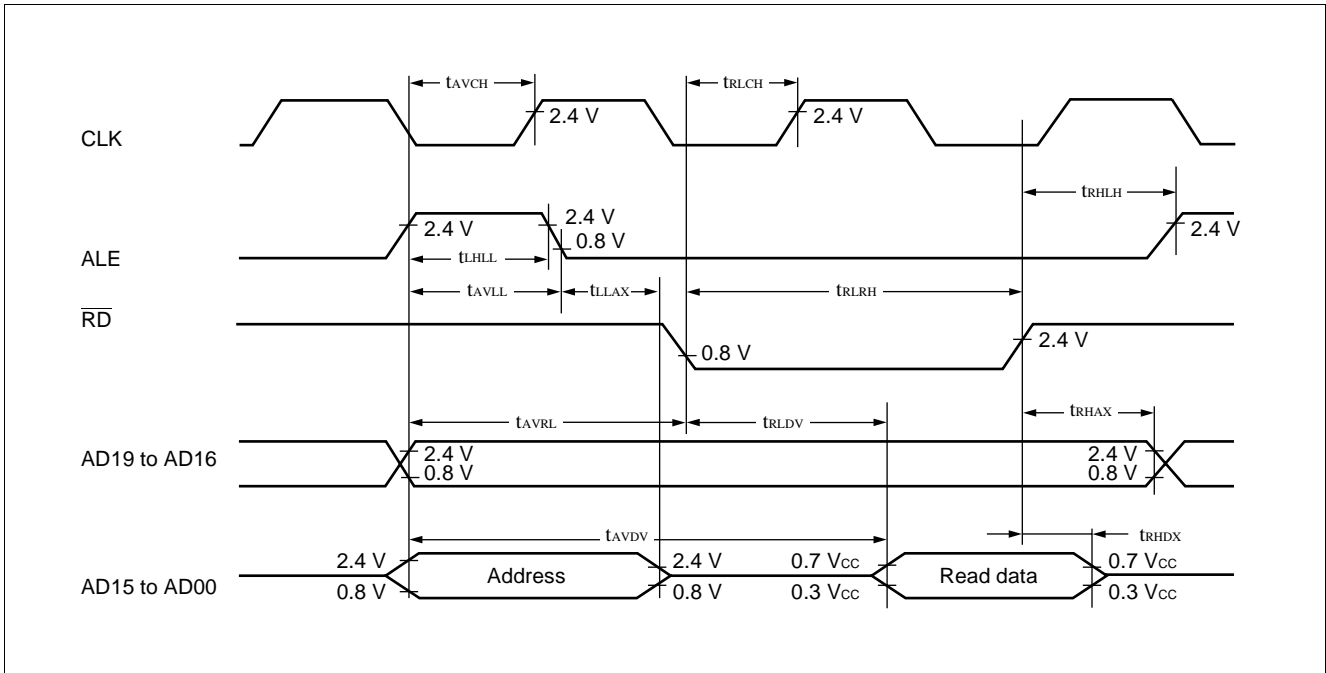 tAVCH
tRLCH
CLK
2.4 V
2.4 V
tRHLH
2.4 V
2.4 V
0.8 V
2.4 V
ALE
tLHLL
tAVLL
tLLAX
tRLRH
RD
0.8 V
2.4 V
tAVRL
tRLDV
tRHAX
AD19 to AD16
2.4 V
0.8 V
2.4 V
0.8 V
tAVDV
tRHDX
AD15 to AD00
2.4 V
0.8 V
Address
2.4 V
0.8 V
0.7 VCC
0.3 VCC
Read data
0.7 VCC
0.3 VCC